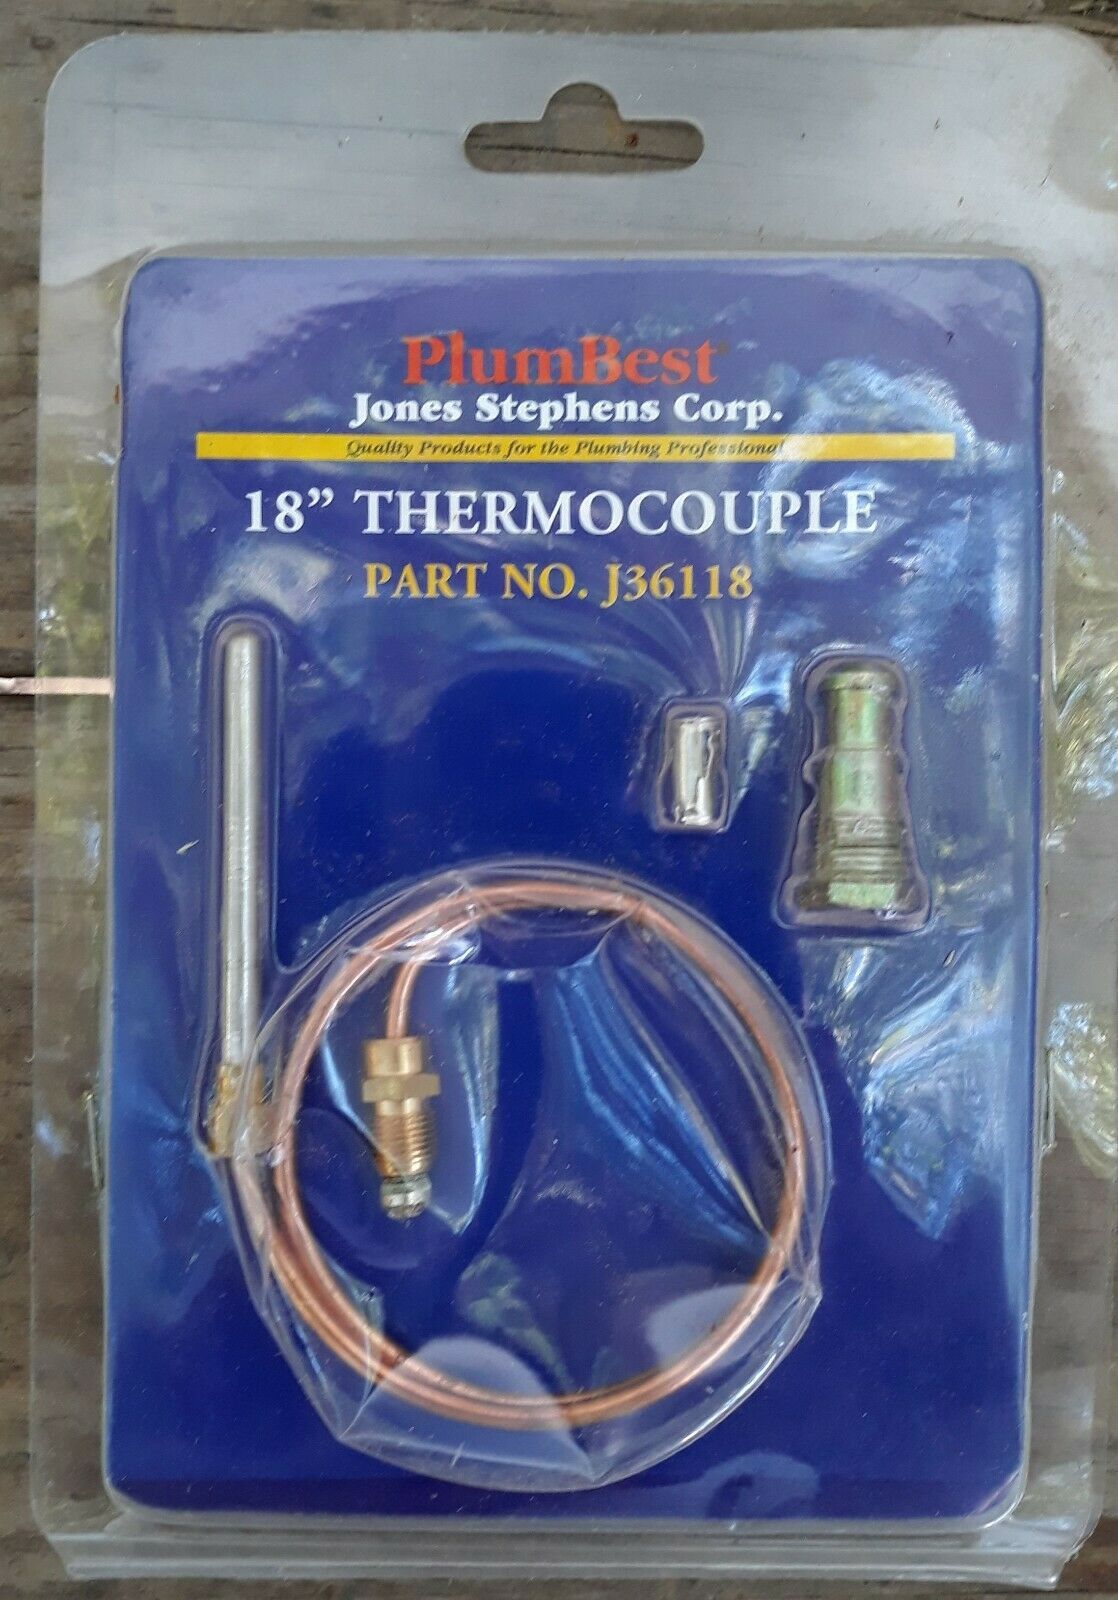 PlumBest®
Jones Stephens Corp.
Quality Products for the Plumbing Professional
18” THERMOCOUPLE
PART NO. J36118